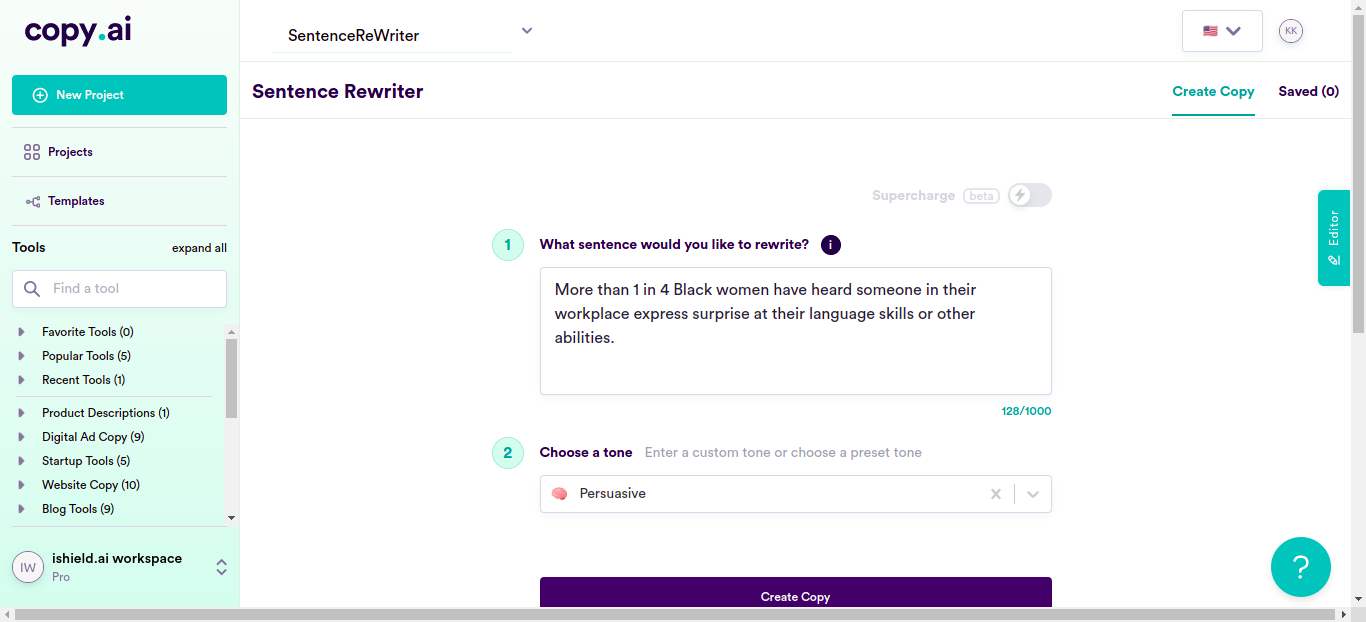 copy.ai
SentenceReWriter
KK
New Project
Sentence Rewriter
Create Copy
Saved (0)
Projects
Templates
Tools
expand all
Find a tool
Favorite Tools (0)
Popular Tools (5)
Recent Tools (1)
Product Descriptions (1)
Digital Ad Copy (9)
Startup Tools (5)
Website Copy (10)
Blog Tools (9)
IW
ishield.ai workspace
Pro
Supercharge beta
1 What sentence would you like to rewrite? i
More than 1 in 4 Black women have heard someone in their
workplace express surprise at their language skills or other
abilities.
128/1000
2 Choose a tone Enter a custom tone or choose a preset tone
Persuasive
Create Copy
Editor
?